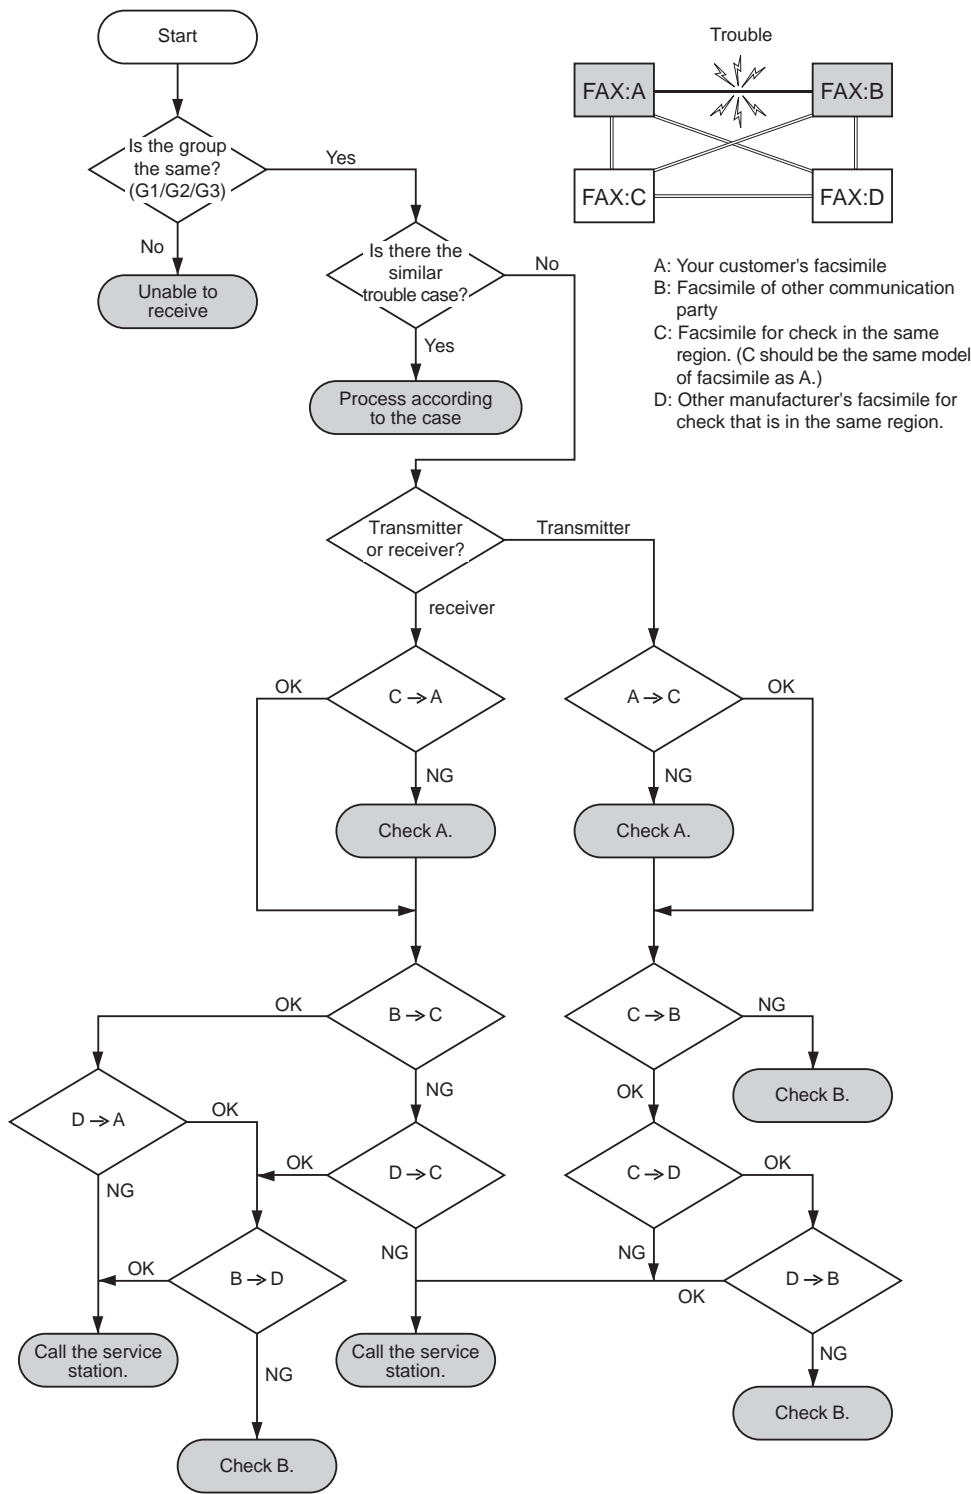 Start
Trouble
FAX:A
FAX:B
FAX:C
FAX:D
Is the group
the same?
(G1/G2/G3)
Yes
No
Unable to
receive
Is there the
similar
trouble case?
No
Yes
Process according
to the case
A: Your customer's facsimile
B: Facsimile of other communication
party
C: Facsimile for check in the same
region. (C should be the same model
of facsimile as A.)
D: Other manufacturer's facsimile for
check that is in the same region.
Transmitter
or receiver?
Transmitter
receiver
OK
C → A
A → C
OK
NG
NG
Check A.
Check A.
OK
B → C
C → B
NG
NG
OK
Check B.
D → A
OK
OK
D → C
C → D
OK
NG
OK
B → D
NG
NG
OK
D → B
Call the service
station.
NG
Call the service
station.
NG
Check B.
Check B.